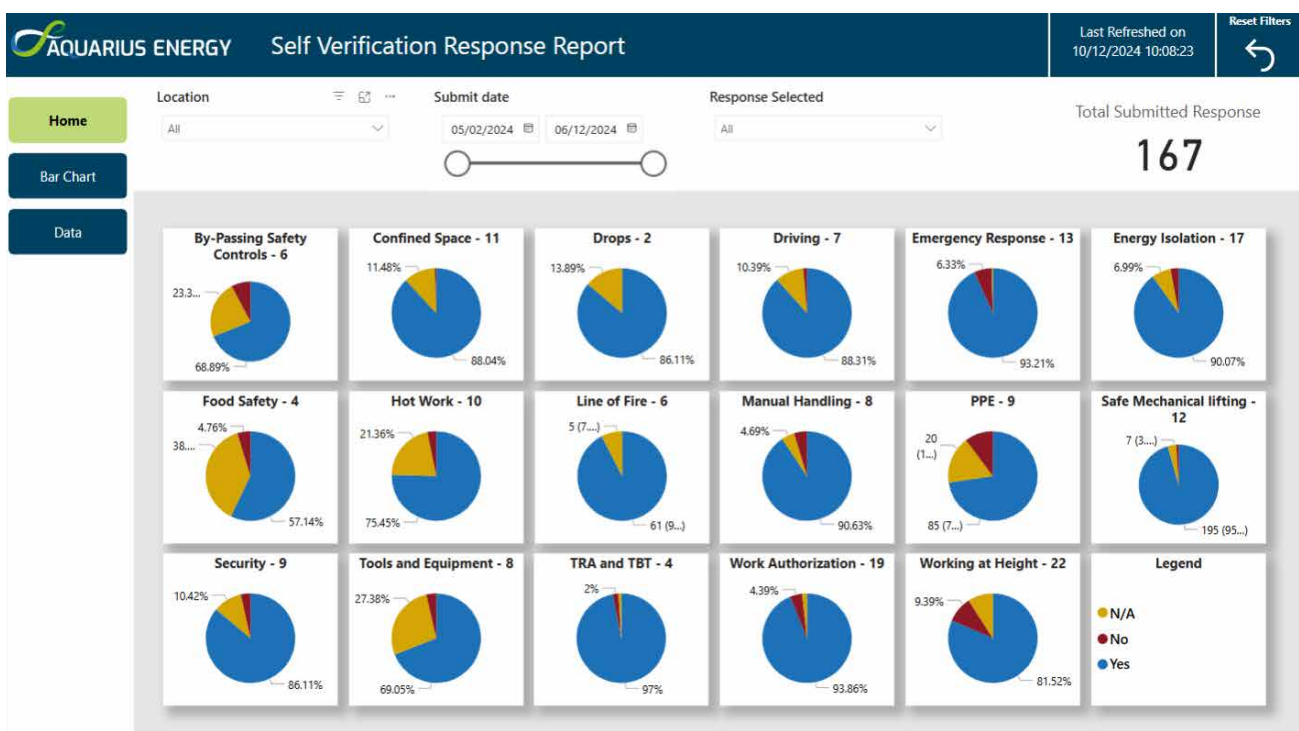 AQUARIUS ENERGY
Self Verification Response Report
Last Refreshed on
10/12/2024 10:08:23
Reset Filters
Home
Bar Chart
Data
Location
All
Submit date
05/02/2024
06/12/2024
Response Selected
All
Total Submitted Response
167
By-Passing Safety
Controls - 6
23.3...
68.89%
Confined Space - 11
11.48%
88.04%
Drops - 2
13.89%
86.11%
Driving - 7
10.39%
88.31%
Emergency Response - 13
6.33%
93.21%
Energy Isolation - 17
6.99%
90.07%
Food Safety - 4
4.76%
38....
57.14%
Hot Work - 10
21.36%
75.45%
Line of Fire - 6
5 (7....)
61 (9...)
Manual Handling - 8
4.69%
90.63%
PPE - 9
20
(1...)
85 (7...)
Safe Mechanical lifting -
12
7 (3....)
195 (95...)
Security - 9
10.42%
86.11%
Tools and Equipment - 8
27.38%
69.05%
TRA and TBT - 4
2%
97%
Work Authorization - 19
4.39%
93.86%
Working at Height - 22
9.39%
81.52%
Legend
N/A
No
Yes